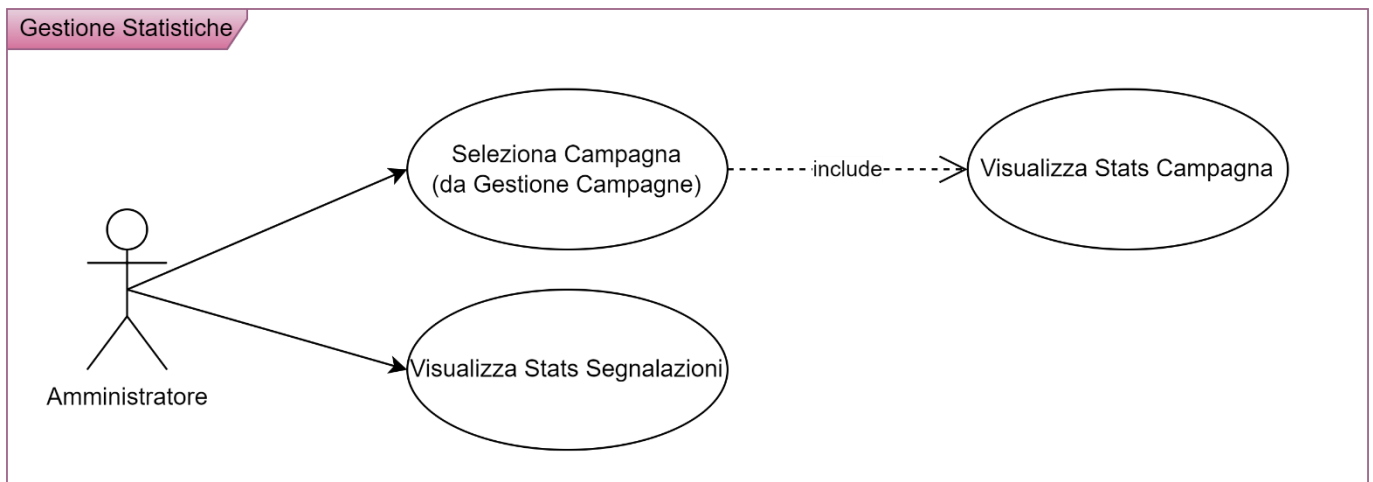 Gestione Statistiche
Seleziona Campagna
(da Gestione Campagne)
include
Visualizza Stats Campagna
Visualizza Stats Segnalazioni
Amministratore